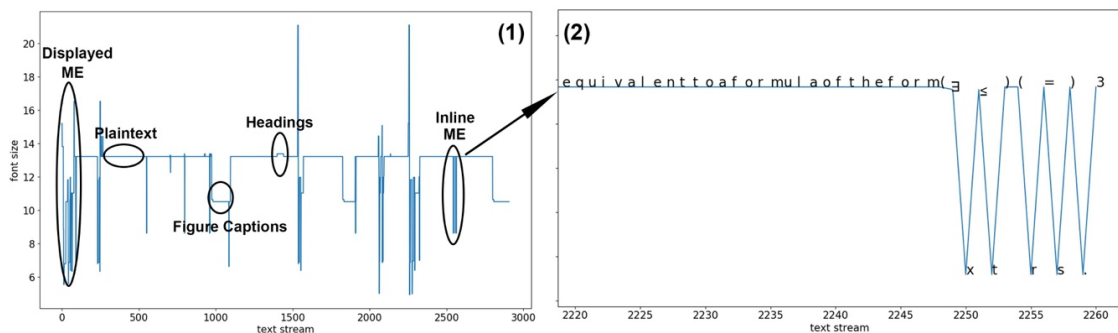 (1)
20
18
16
14
12
10
8
6
font size
0 500 1000 1500 2000 2500 3000
text stream
Displayed
ME
Plaintext
Headings
Figure Captions
Inline
ME
(2)
equivalenttoaformulaoftheform(∃≤)(=)3
xtrs.
2220 2225 2230 2235 2240 2245 2250 2255 2260
text stream